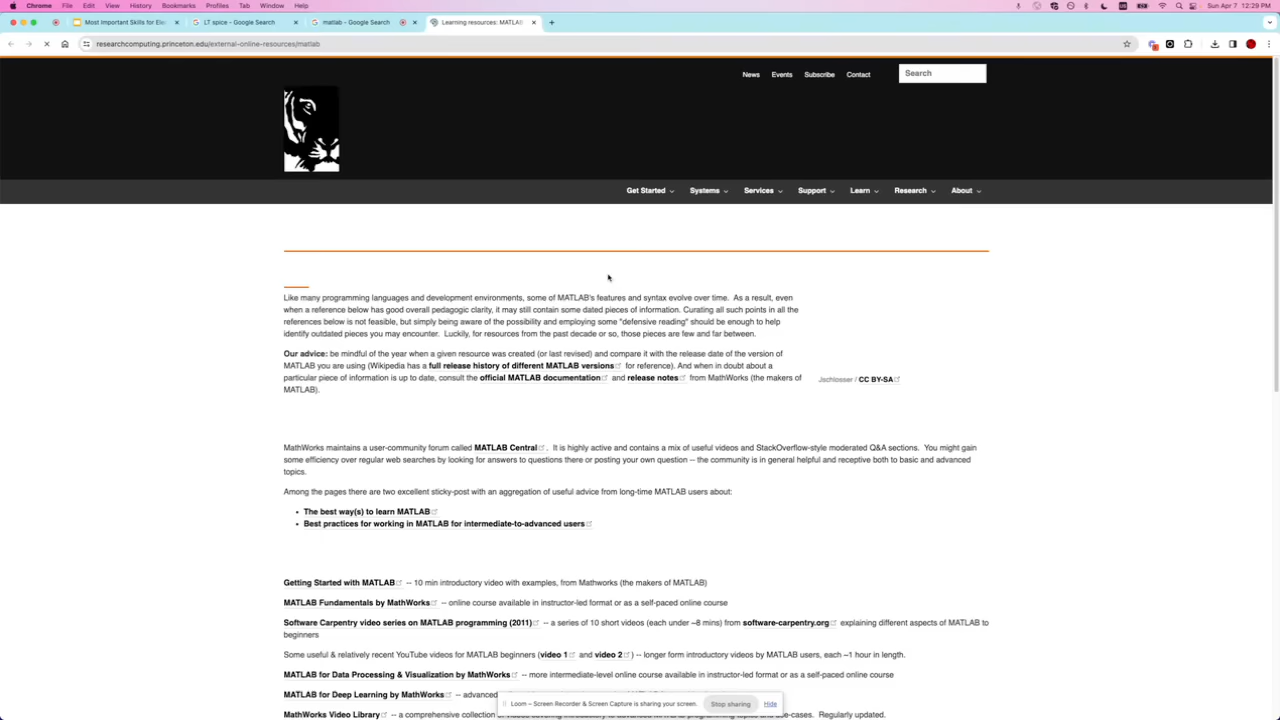 Chrome File Edit View History Bookmarks Profiles Tab Window Help Sun Apr 7 12:29 PM
Most Important Skills for Ele LT spice - Google Search matlab - Google Search Learning resources: MATLAB
researchcomputing.princeton.edu/external-online-resources/matlab
News Events Subscribe Contact Search
Get Started Systems Services Support Learn Research About
Like many programming languages and development environments, some of MATLAB's features and syntax evolve over time. As a result, even
when a reference below has good overall pedagogic clarity, it may still contain some dated pieces of information. Curating all such points in all the
references below is not feasible, but simply being aware of the possibility and employing some "defensive reading" should be enough to help
identify outdated pieces you may encounter. Luckily, for resources from the past decade or so, those pieces are few and far between.
Our advice: be mindful of the year when a given resource was created (or last revised) and compare it with the release date of the version of
MATLAB you are using (Wikipedia has a full release history of different MATLAB versions for reference). And when in doubt about a
particular piece of information is up to date, consult the official MATLAB documentation and release notes from MathWorks (the makers of
MATLAB).
Jschlosser / CC BY-SA
MathWorks maintains a user-community forum called MATLAB Central. It is highly active and contains a mix of useful videos and StackOverflow-style moderated Q&A sections. You might gain
some efficiency over regular web searches by looking for answers to questions there or posting your own question -- the community is in general helpful and receptive both to basic and advanced
topics.
Among the pages there are two excellent sticky-post with an aggregation of useful advice from long-time MATLAB users about:
• The best way(s) to learn MATLAB
• Best practices for working in MATLAB for intermediate-to-advanced users
Getting Started with MATLAB -- 10 min introductory video with examples, from Mathworks (the makers of MATLAB)
MATLAB Fundamentals by MathWorks -- online course available in instructor-led format or as a self-paced online course
Software Carpentry video series on MATLAB programming (2011) -- a series of 10 short videos (each under ~8 mins) from software-carpentry.org explaining different aspects of MATLAB to
beginners
Some useful & relatively recent YouTube videos for MATLAB beginners (video 1 and video 2) -- longer form introductory videos by MATLAB users, each ~1 hour in length.
MATLAB for Data Processing & Visualization by MathWorks -- more intermediate-level online course available in instructor-led format or as a self-paced online course
MATLAB for Deep Learning by MathWorks -- advanced
Loom – Screen Recorder & Screen Capture is sharing your screen. Stop sharing Hide
MathWorks Video Library -- a comprehensive collection -cases. Regularly updated.